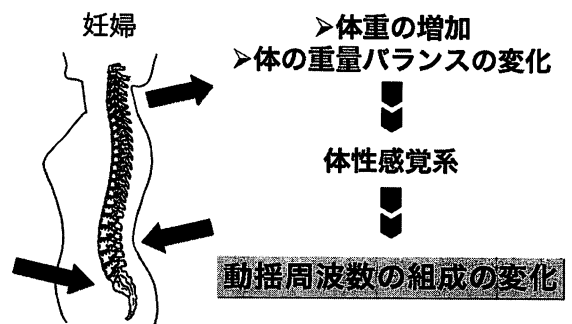 妊婦
➢体重の増加
➢体の重量バランスの変化
体性感覚系
動揺周波数の組成の変化